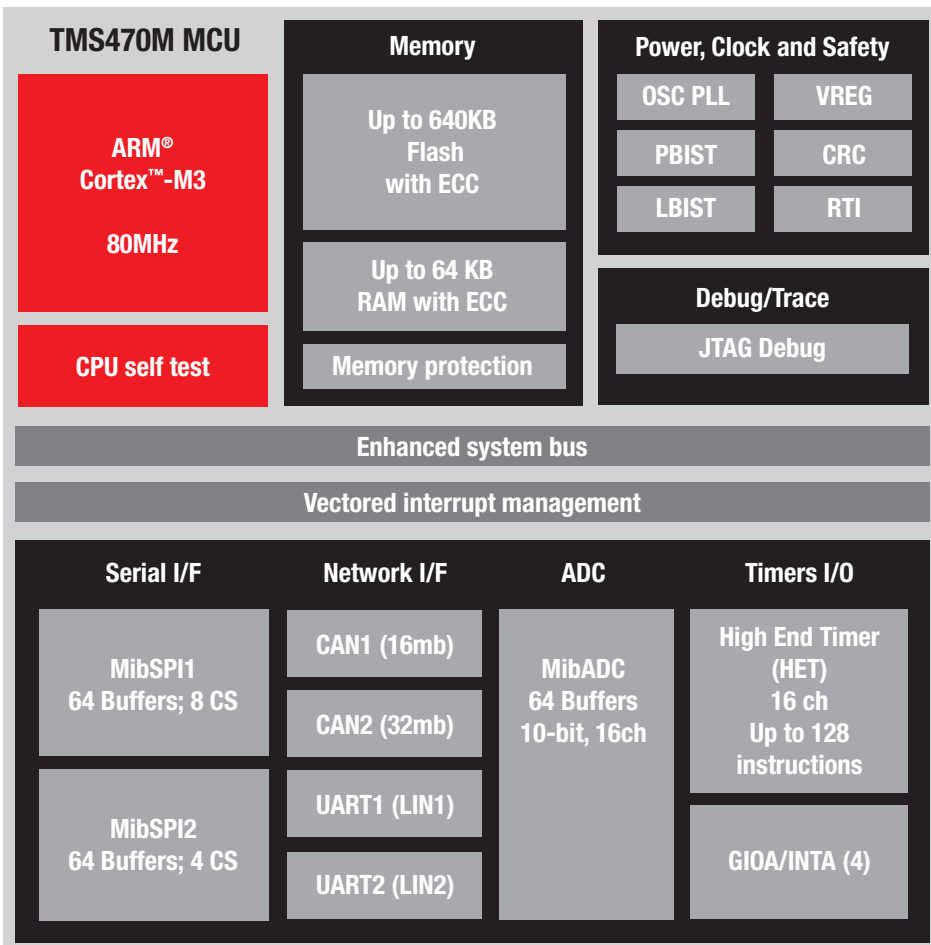 TMS470M MCU
ARM®
Cortex™-M3
80MHz
CPU self test
Memory
Up to 640KB
Flash
with ECC
Up to 64 KB
RAM with ECC
Memory protection
Power, Clock and Safety
OSC PLL
VREG
PBIST
CRC
LBIST
RTI
Debug/Trace
JTAG Debug
Enhanced system bus
Vectored interrupt management
Serial I/F
MibSPI1
64 Buffers; 8 CS
MibSPI2
64 Buffers; 4 CS
Network I/F
CAN1 (16mb)
CAN2 (32mb)
UART1 (LIN1)
UART2 (LIN2)
ADC
MibADC
64 Buffers
10-bit, 16ch
Timers I/O
High End Timer
(HET)
16 ch
Up to 128
instructions
GIOA/INTA (4)